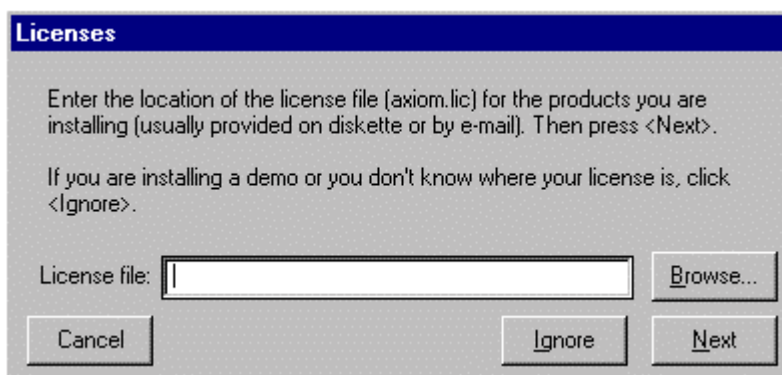 Licenses
Enter the location of the license file (axiom.lic) for the products you are
installing (usually provided on diskette or by e-mail). Then press <Next>.
If you are installing a demo or you don't know where your license is, click
<Ignore>.
License file:
Browse...
Cancel
Ignore
Next